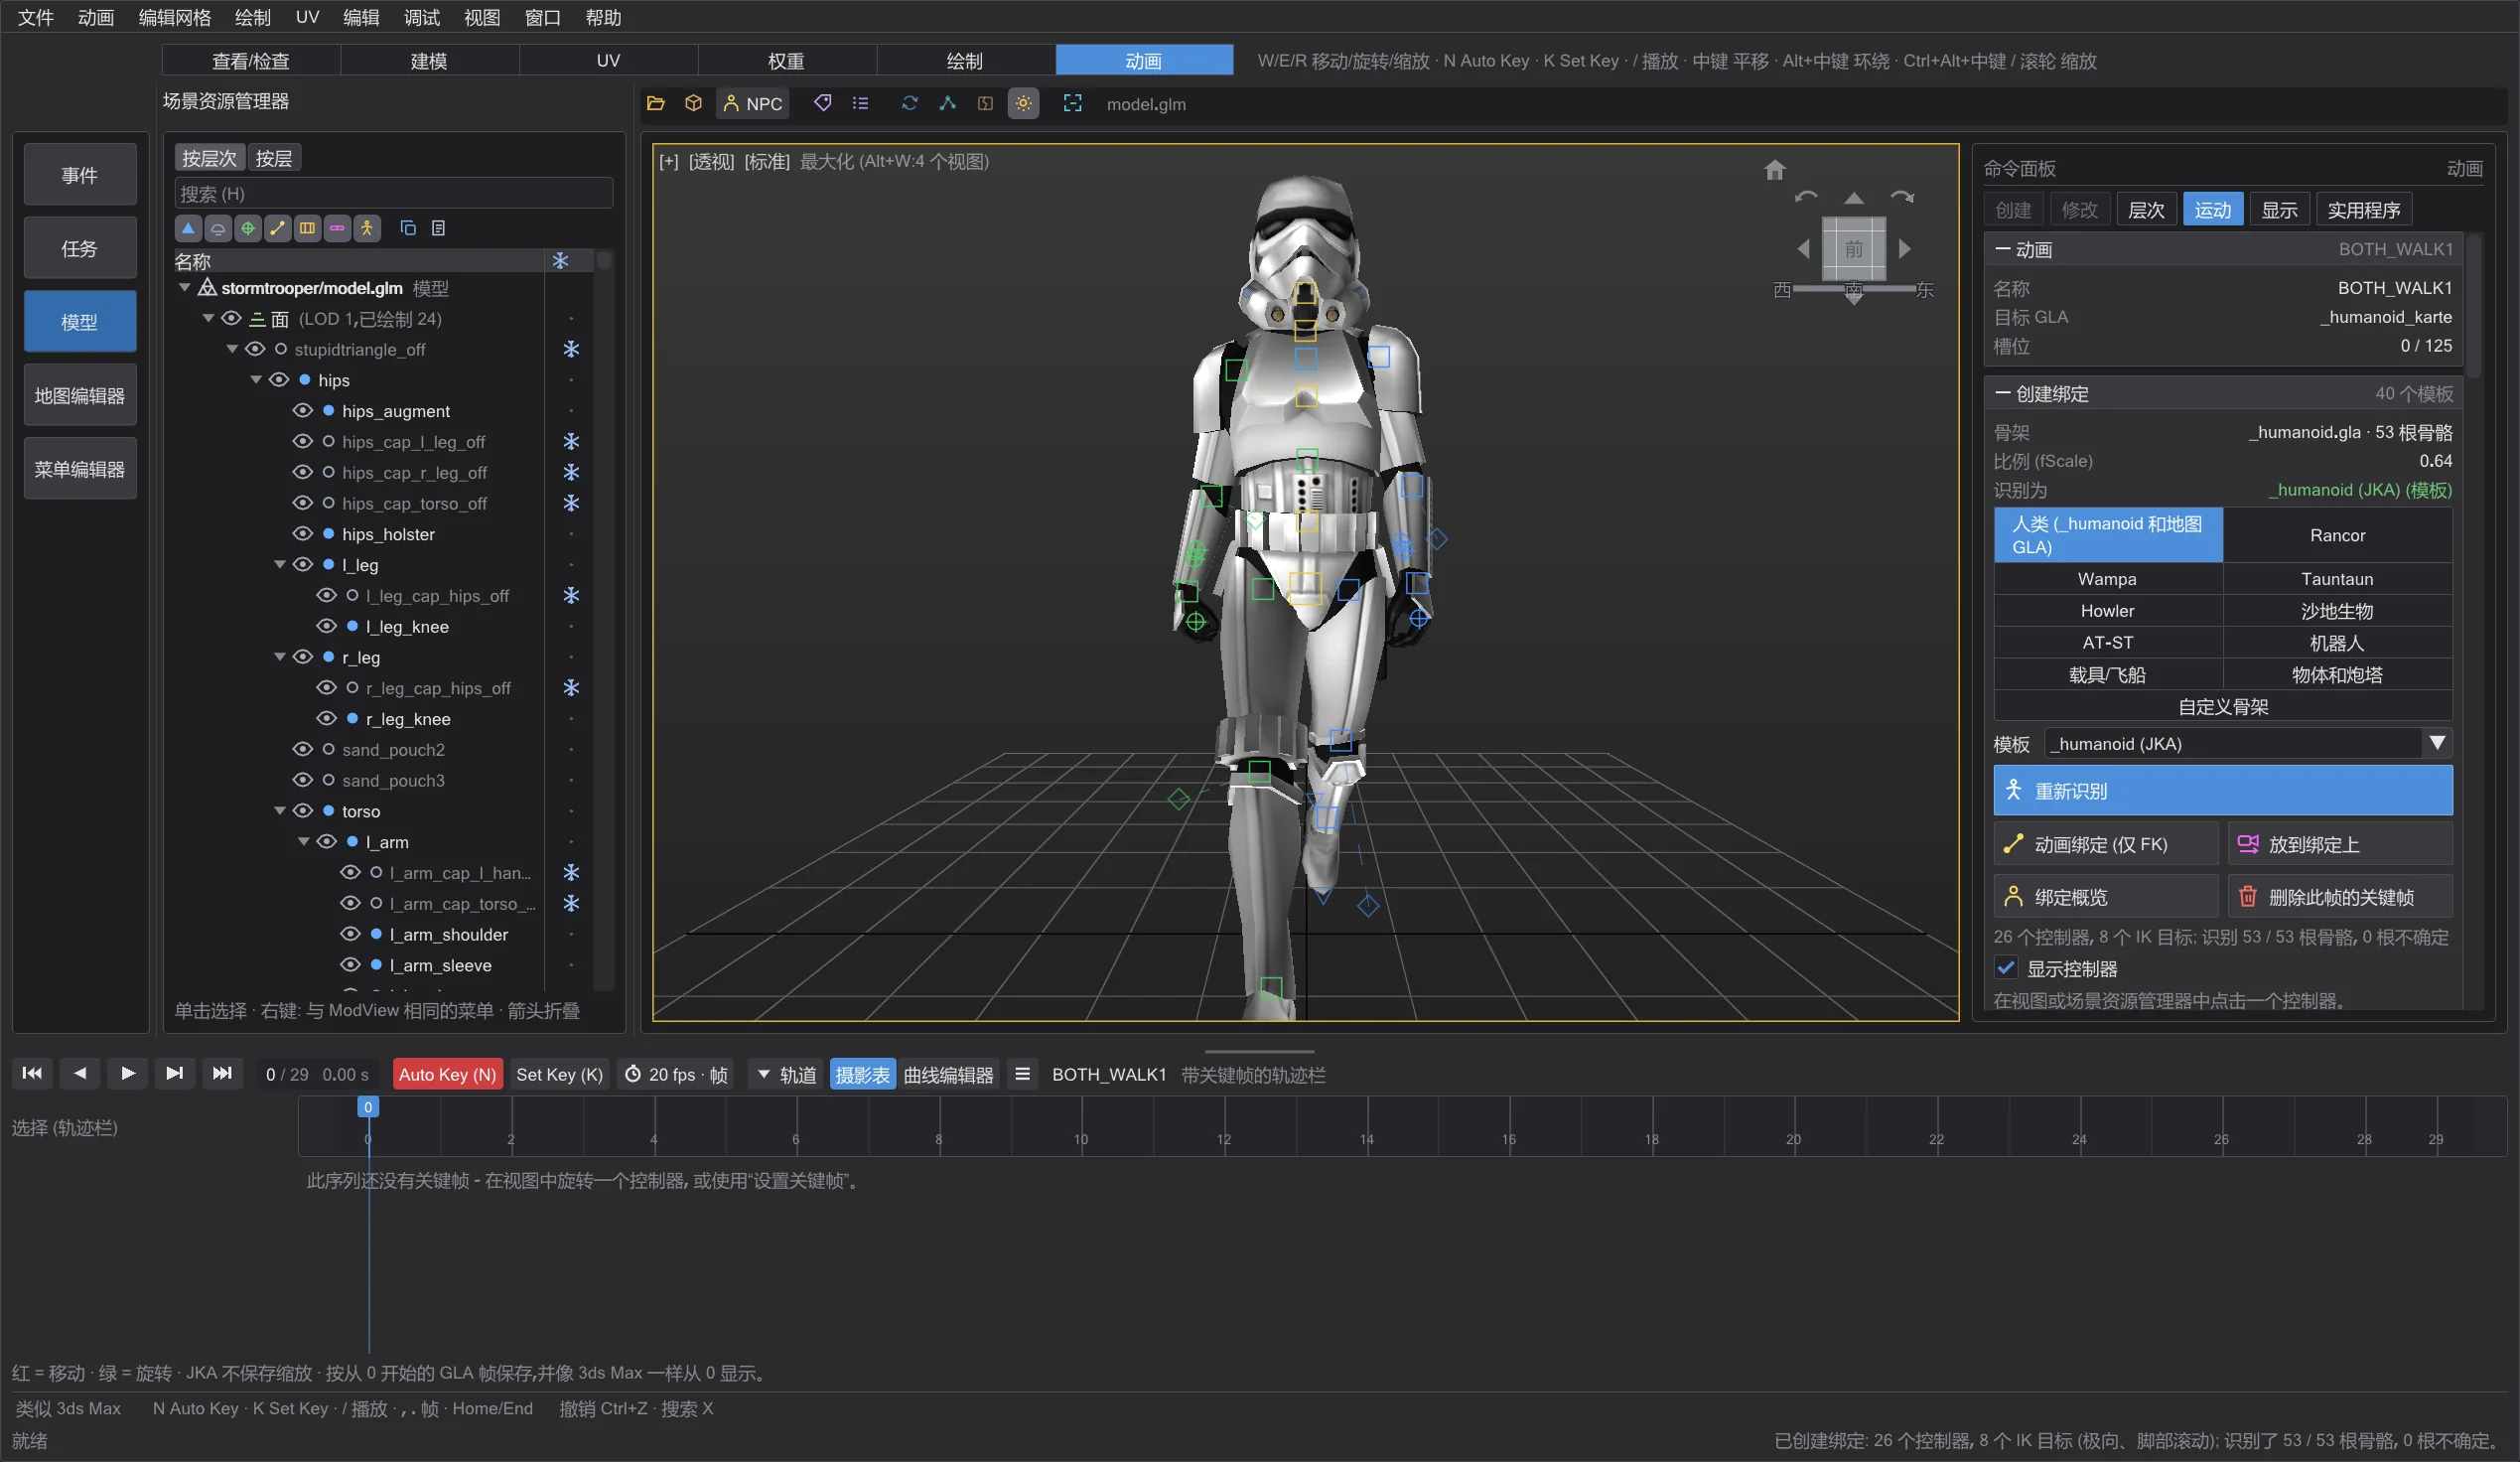 文件 动画 编辑网格 绘制 UV 编辑 调试 视图 窗口 帮助
查看/检查 建模 UV 权重 绘制 动画 W/E/R 移动/旋转/缩放 · N Auto Key · K Set Key · / 播放 · 中键 平移 · Alt+中键 环绕 · Ctrl+Alt+中键 / 滚轮 缩放
场景资源管理器
NPC model.glm
事件
任务
模型
地图编辑器
菜单编辑器
按层次 按层
搜索 (H)
名称
stormtrooper/model.glm 模型
面 (LOD 1,已绘制 24)
stupidtriangle_off
hips
hips_augment
hips_cap_l_leg_off
hips_cap_r_leg_off
hips_cap_torso_off
hips_holster
l_leg
l_leg_cap_hips_off
l_leg_knee
r_leg
r_leg_cap_hips_off
r_leg_knee
sand_pouch2
sand_pouch3
torso
l_arm
l_arm_cap_l_han...
l_arm_cap_torso_...
l_arm_shoulder
l_arm_sleeve
单击选择 · 右键: 与 ModView 相同的菜单 · 箭头折叠
[+] [透视] [标准] 最大化 (Alt+W:4 个视图)
前
西 南 东
命令面板 动画
创建 修改 层次 运动 显示 实用程序
动画 BOTH_WALK1
名称 BOTH_WALK1
目标 GLA _humanoid_karte
槽位 0 / 125
创建绑定 40 个模板
骨架 _humanoid.gla · 53 根骨骼
比例 (fScale) 0.64
识别为 _humanoid (JKA) (模板)
人类 (_humanoid 和地图 GLA) Rancor
Wampa Tauntaun
Howler 沙地生物
AT-ST 机器人
载具/飞船 物体和炮塔
自定义骨架
模板 _humanoid (JKA)
重新识别
动画绑定 (仅 FK) 放到绑定上
绑定概览 删除此帧的关键帧
26 个控制器, 8 个 IK 目标; 识别 53 / 53 根骨骼, 0 根不确定
显示控制器
在视图或场景资源管理器中点击一个控制器。
0 / 29 0.00 s Auto Key (N) Set Key (K) 20 fps · 帧 轨道 摄影表 曲线编辑器 BOTH_WALK1 带关键帧的轨迹栏
选择 (轨迹栏)
0
0 2 4 6 8 10 12 14 16 18 20 22 24 26 28 29
此序列还没有关键帧 - 在视图中旋转一个控制器, 或使用“设置关键帧”。
红 = 移动 · 绿 = 旋转 · JKA 不保存缩放 · 按从 0 开始的 GLA 帧保存,并像 3ds Max 一样从 0 显示。
类似 3ds Max N Auto Key · K Set Key · / 播放 · , . 帧 · Home/End 撤销 Ctrl+Z · 搜索 X
就绪 已创建绑定: 26 个控制器, 8 个 IK 目标 (极向、脚部滚动); 识别了 53 / 53 根骨骼, 0 根不确定。